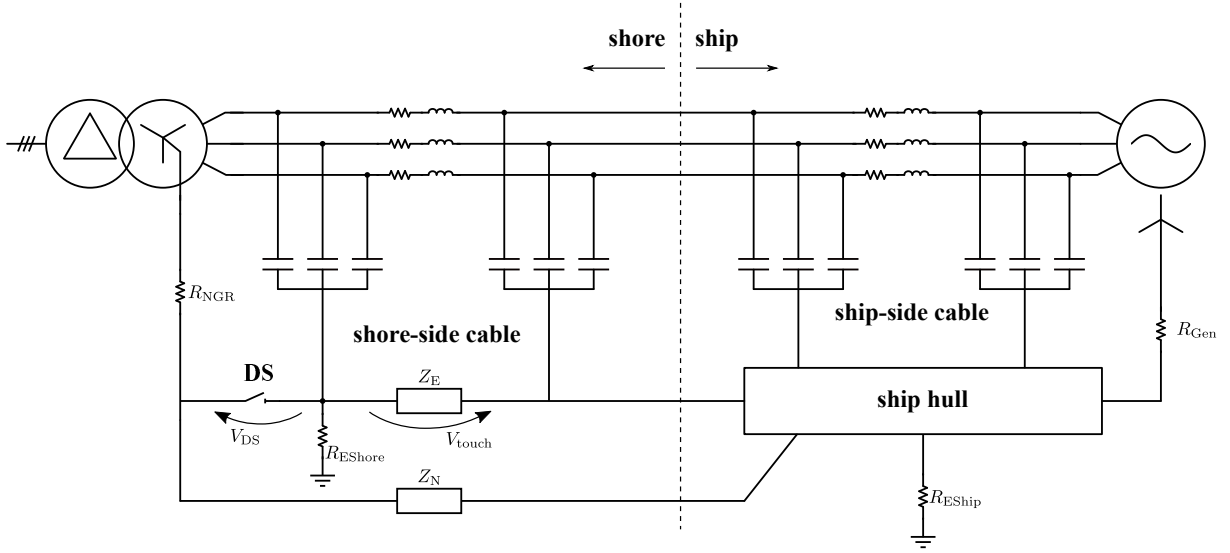 shore ship
R_NGR
ship-side cable
R_Gen
shore-side cable
DS
Z_E
ship hull
V_DS
V_touch
R_EShore
Z_N
R_EShip